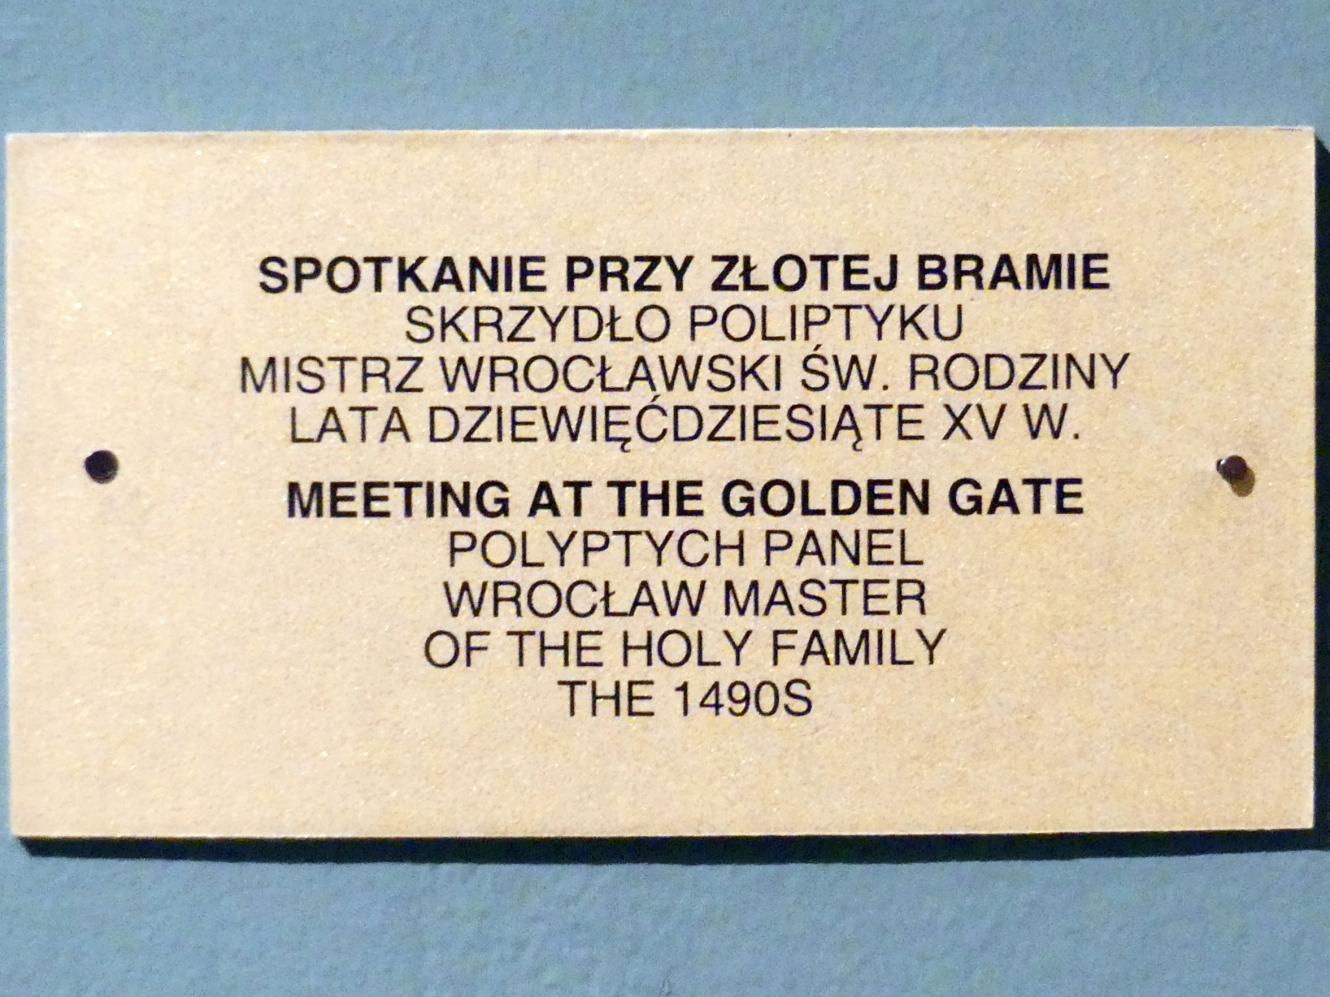 SPOTKANIE PRZY ZŁOTEJ BRAMIE
SKRZYDŁO POLIPTYKU
MISTRZ WROCŁAWSKI ŚW. RODZINY
LATA DZIEWIĘĆDZIESIĄTE XV W.
MEETING AT THE GOLDEN GATE
POLYPTYCH PANEL
WROCŁAW MASTER
OF THE HOLY FAMILY
THE 1490S